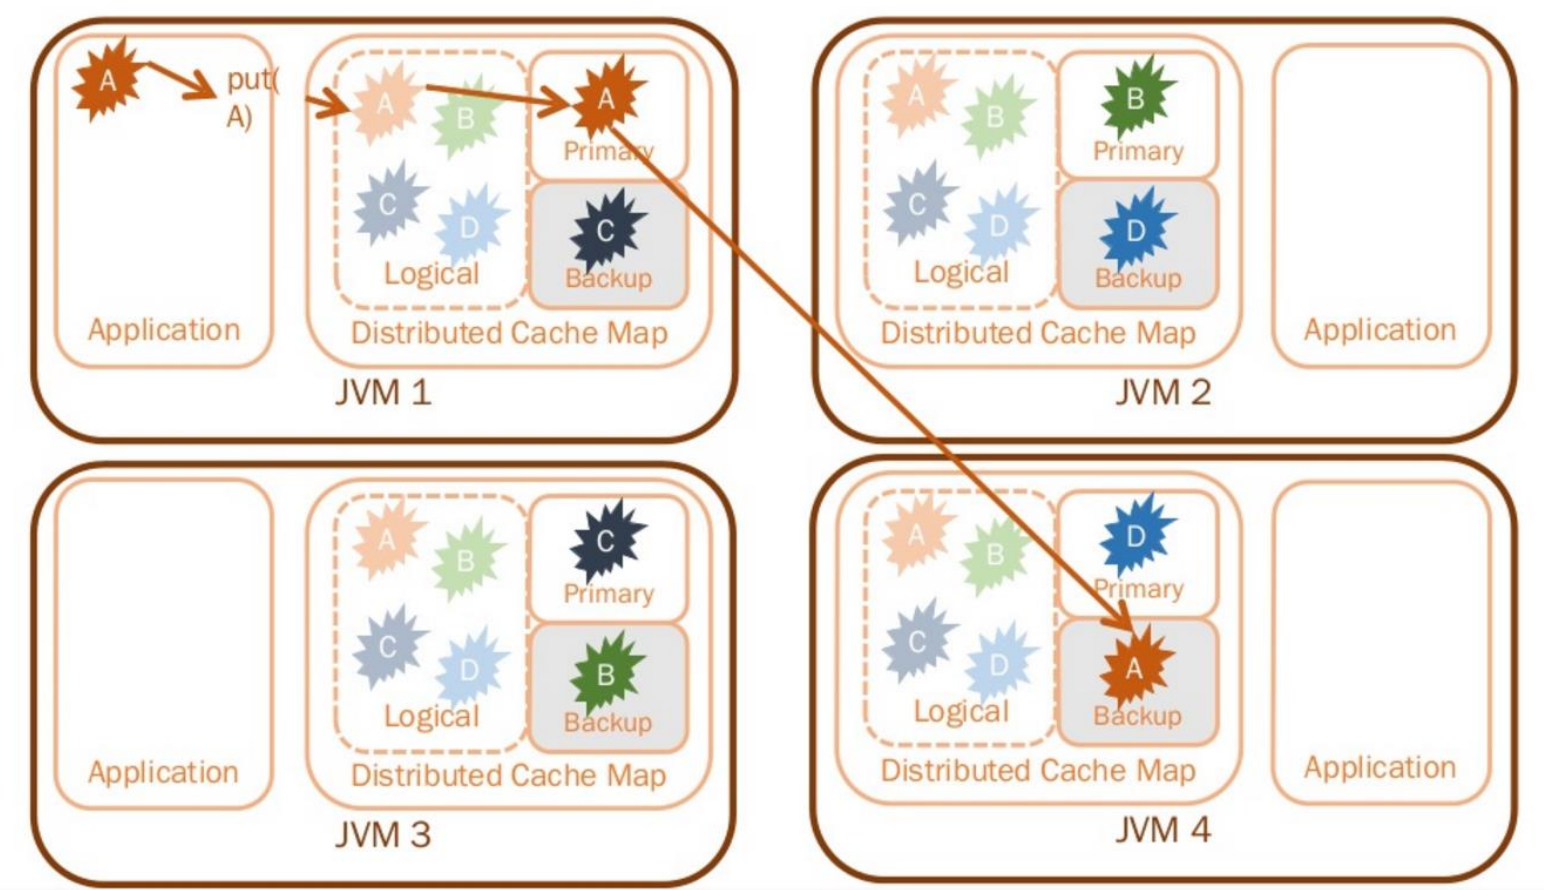 A
put(
A)
Application
A
B
C
D
Logical
A
Primary
C
Backup
Distributed Cache Map
JVM 1
A
B
C
D
Logical
B
Primary
D
Backup
Distributed Cache Map
Application
JVM 2
Application
A
B
C
D
Logical
C
Primary
B
Backup
Distributed Cache Map
JVM 3
A
B
C
D
Logical
D
Primary
A
Backup
Distributed Cache Map
Application
JVM 4